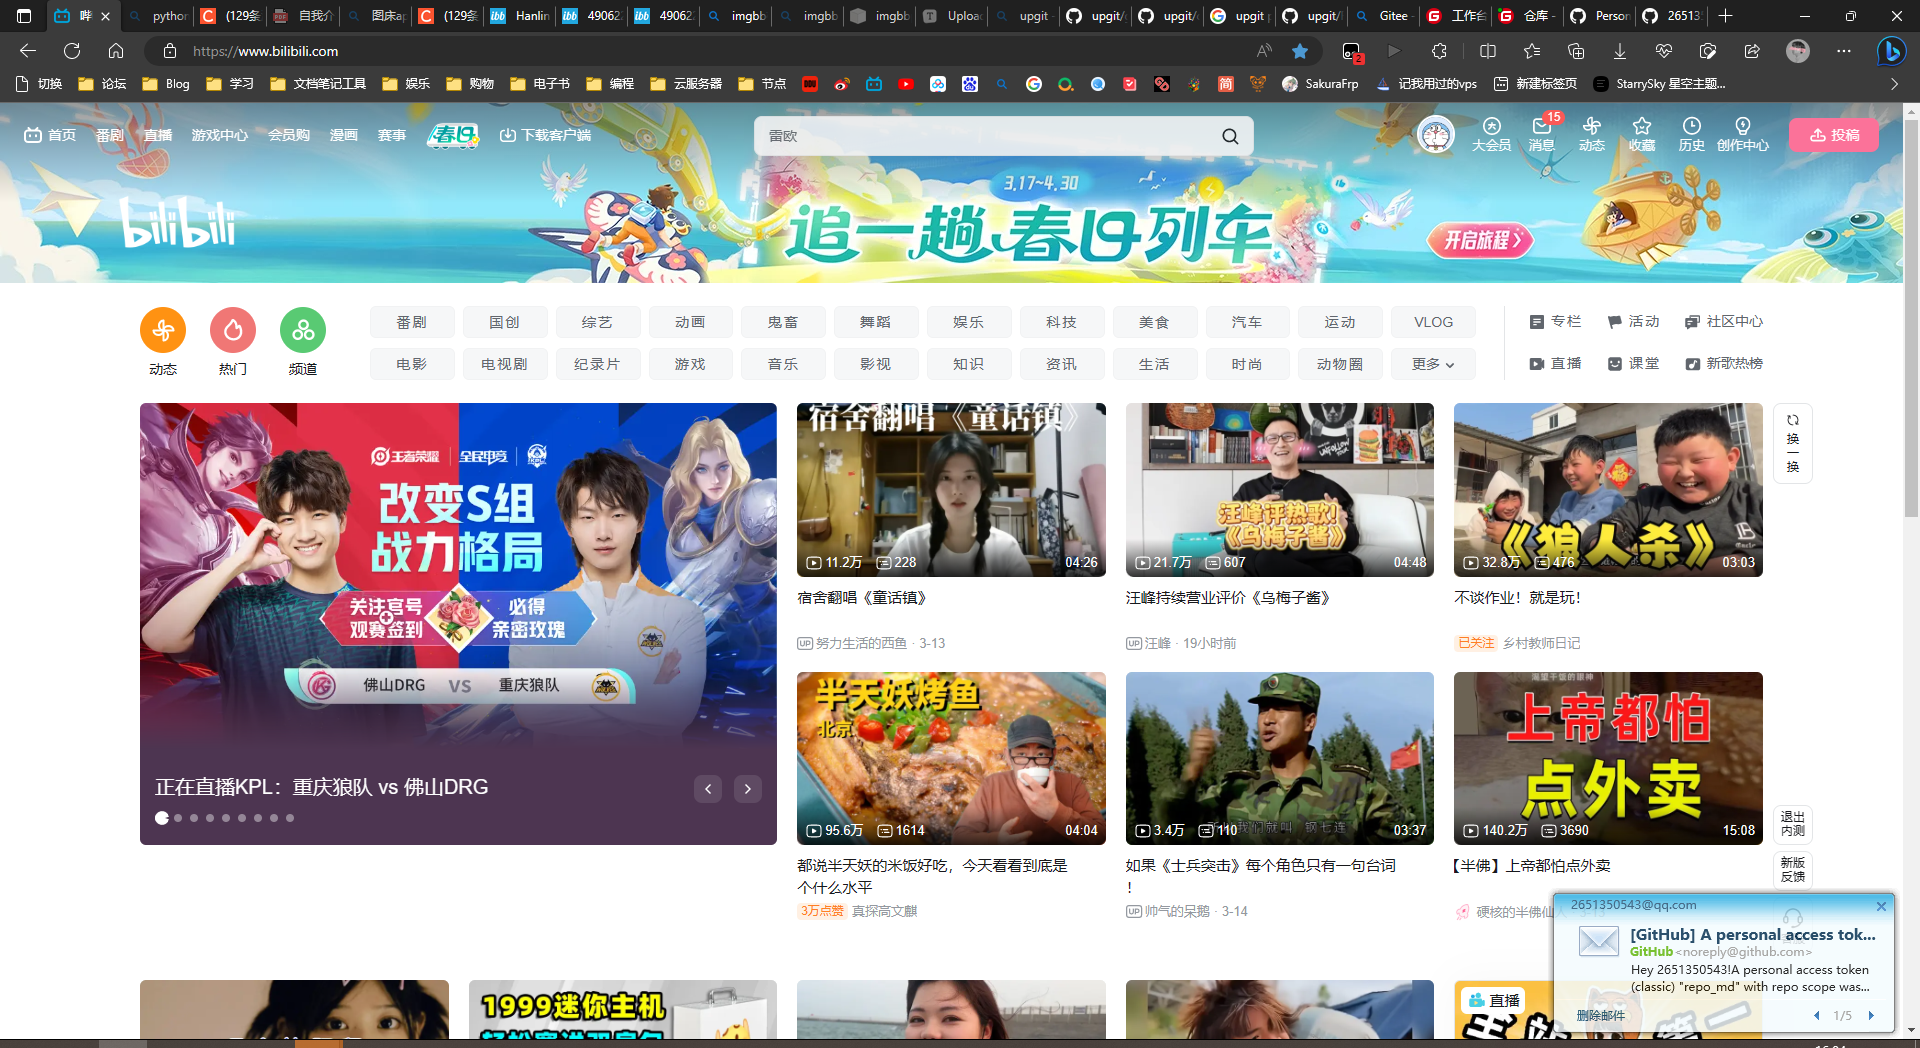 哔
python
(129条
自我介
图床ap
(129条
Hanlin
49062
49062
imgbb
imgbb
imgbb
Upload
upgit -
upgit/
upgit/
upgit p
upgit/
Gitee -
工作台
仓库 -
Person
26513
https://www.bilibili.com
2
切换
论坛
Blog
学习
文档笔记工具
娱乐
购物
电子书
编程
云服务器
节点
SakuraFrp
记我用过的vps
新建标签页
StarrySky 星空主题...
首页
番剧
直播
游戏中心
会员购
漫画
赛事
春日
下载客户端
雷欧
大会员
15
消息
动态
收藏
历史
创作中心
投稿
bilibili
3.17~4.30
追一趟春日列车
开启旅程
动态
热门
频道
番剧
国创
综艺
动画
鬼畜
舞蹈
娱乐
科技
美食
汽车
运动
VLOG
专栏
活动
社区中心
电影
电视剧
纪录片
游戏
音乐
影视
知识
资讯
生活
时尚
动物圈
更多
直播
课堂
新歌热榜
王者荣耀
全民电竞
KPL
改变S组
战力格局
关注官号
观赛签到
必得
亲密玫瑰
佛山DRG
VS
重庆狼队
正在直播KPL：重庆狼队 vs 佛山DRG
宿舍翻唱《童话镇》
11.2万
228
04:26
宿舍翻唱《童话镇》
UP 努力生活的西鱼 · 3-13
汪峰评热歌!
《乌梅子酱》
21.7万
607
04:48
汪峰持续营业评价《乌梅子酱》
UP 汪峰 · 19小时前
《狼人杀》
32.8万
476
03:03
不谈作业！就是玩！
已关注 乡村教师日记
换一换
半天妖烤鱼
北京
95.6万
1614
04:04
都说半天妖的米饭好吃，今天看看到底是
个什么水平
3万点赞 真探高文麒
我们就叫 钢七连
3.4万
110
03:37
如果《士兵突击》每个角色只有一句台词
！
UP 帅气的呆鹅 · 3-14
渴望干饭的眼神
上帝都怕
点外卖
140.2万
3690
15:08
【半佛】上帝都怕点外卖
硬核的半佛仙人
退出
内测
新版
反馈
1999迷你主机
直播
2651350543@qq.com
[GitHub] A personal access tok...
GitHub <noreply@github.com>
Hey 2651350543!A personal access token
(classic) "repo_md" with repo scope was...
删除邮件
1/5